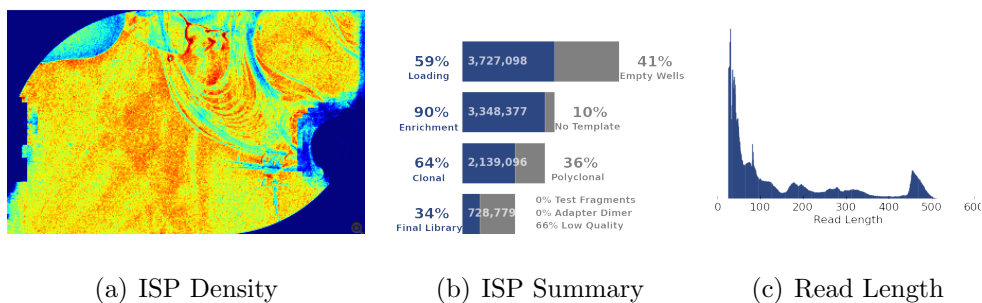 59%
Loading
3,727,098
41%
Empty Wells
90%
Enrichment
3,348,377
10%
No Template
64%
Clonal
2,139,096
36%
Polyclonal
34%
Final Library
728,779
0% Test Fragments
0% Adapter Dimer
66% Low Quality
0 100 200 300 400 500 600
Read Length
(a) ISP Density
(b) ISP Summary
(c) Read Length